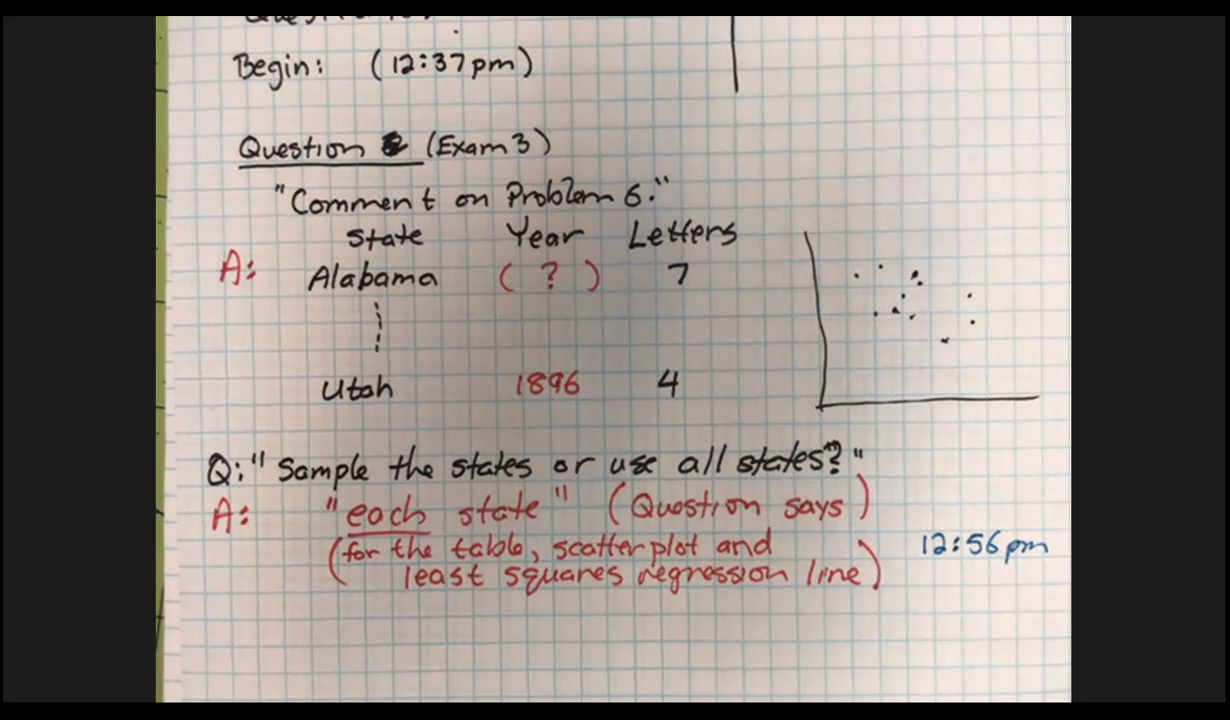 Begin: (12:37pm)
Question (Exam 3)
"Comment on Problem 6."
State Year Letters
A: Alabama ( ? ) 7
Utah 1896 4
Q: "Sample the states or use all states?"
A: "each state" (Question says)
(for the table, scatterplot and
least squares regression line)
12:56pm